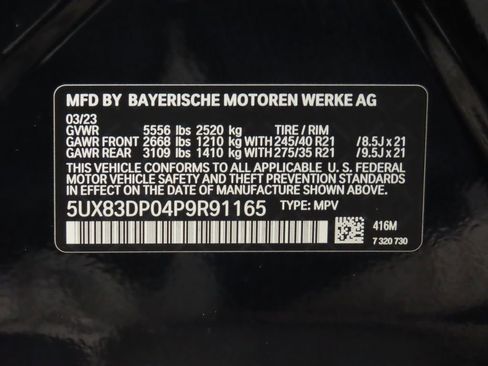 MFD BY BAYERISCHE MOTOREN WERKE AG
03/23
GVWR 5556 lbs 2520 kg TIRE / RIM
GAWR FRONT 2668 lbs 1210 kg WITH 245/40 R21 /8.5J x 21
GAWR REAR 3109 lbs 1410 kg WITH 275/35 R21 /9.5J x 21
THIS VEHICLE CONFORMS TO ALL APPLICABLE U. S. FEDERAL
MOTOR VEHICLE SAFETY STANDARDS IN EFFECT ON
THE DATE OF MANUFACTURE SHOWN ABOVE.
5UX83DP04P9R91165 TYPE: MPV
416M
7 320 730